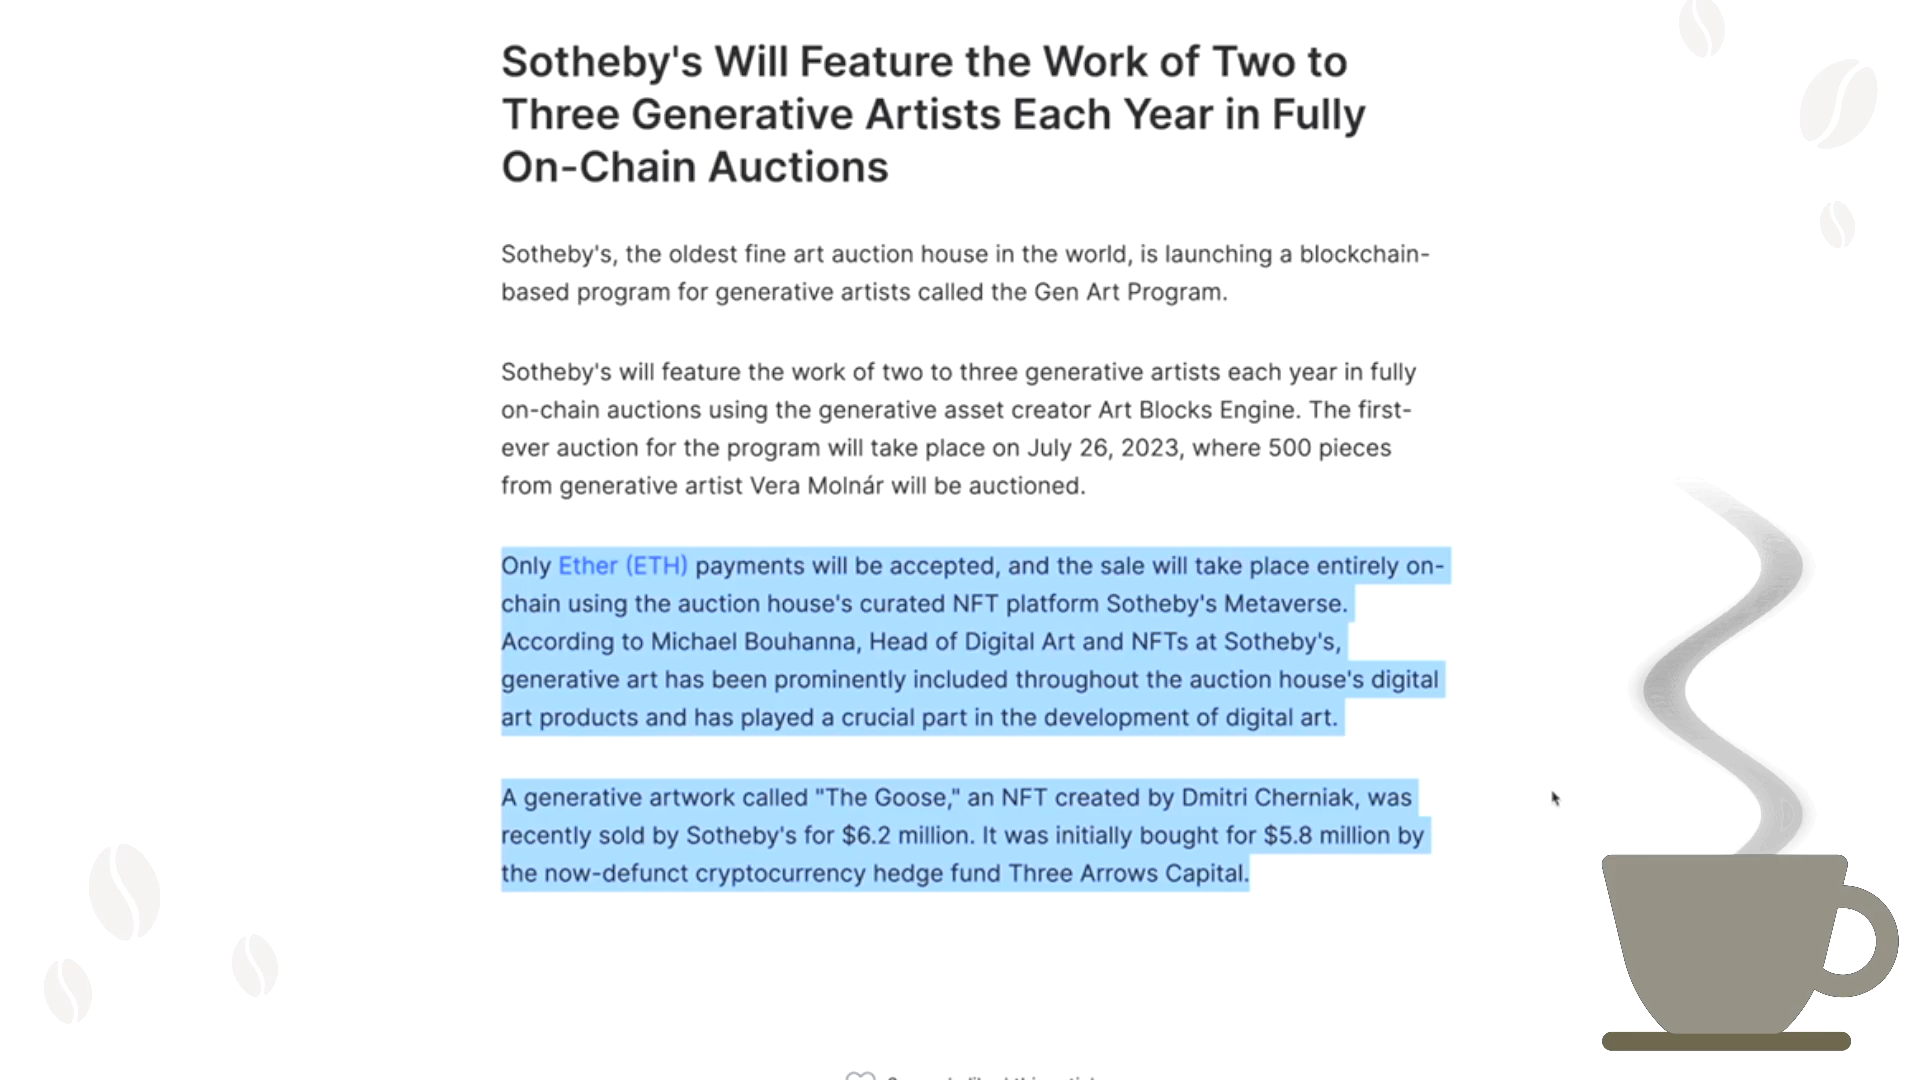 Sotheby's Will Feature the Work of Two to
Three Generative Artists Each Year in Fully
On-Chain Auctions
Sotheby's, the oldest fine art auction house in the world, is launching a blockchain-
based program for generative artists called the Gen Art Program.
Sotheby's will feature the work of two to three generative artists each year in fully
on-chain auctions using the generative asset creator Art Blocks Engine. The first-
ever auction for the program will take place on July 26, 2023, where 500 pieces
from generative artist Vera Molnár will be auctioned.
Only Ether (ETH) payments will be accepted, and the sale will take place entirely on-
chain using the auction house's curated NFT platform Sotheby's Metaverse.
According to Michael Bouhanna, Head of Digital Art and NFTs at Sotheby's,
generative art has been prominently included throughout the auction house's digital
art products and has played a crucial part in the development of digital art.
A generative artwork called "The Goose," an NFT created by Dmitri Cherniak, was
recently sold by Sotheby's for $6.2 million. It was initially bought for $5.8 million by
the now-defunct cryptocurrency hedge fund Three Arrows Capital.